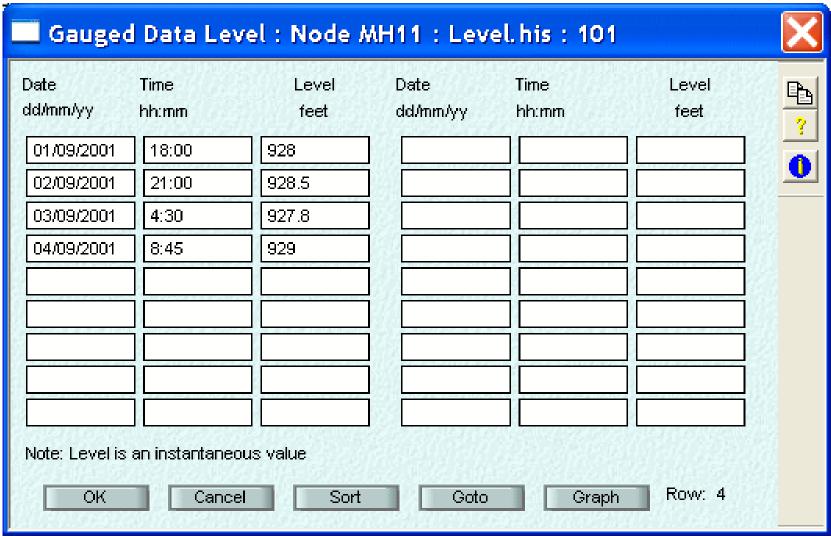 Gauged Data Level : Node MH11 : Level.his : 101
Date Time Level Date Time Level
dd/mm/yy hh:mm feet dd/mm/yy hh:mm feet
01/09/2001 18:00 928
02/09/2001 21:00 928.5
03/09/2001 4:30 927.8
04/09/2001 8:45 929
Note: Level is an instantaneous value
OK Cancel Sort Goto Graph Row: 4